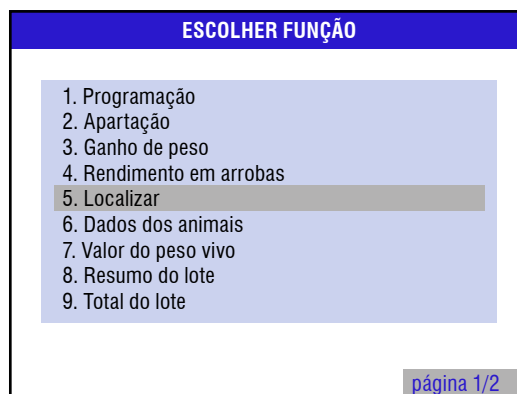 ESCOLHER FUNÇÃO
1. Programação
2. Apartação
3. Ganho de peso
4. Rendimento em arrobas
5. Localizar
6. Dados dos animais
7. Valor do peso vivo
8. Resumo do lote
9. Total do lote
página 1/2